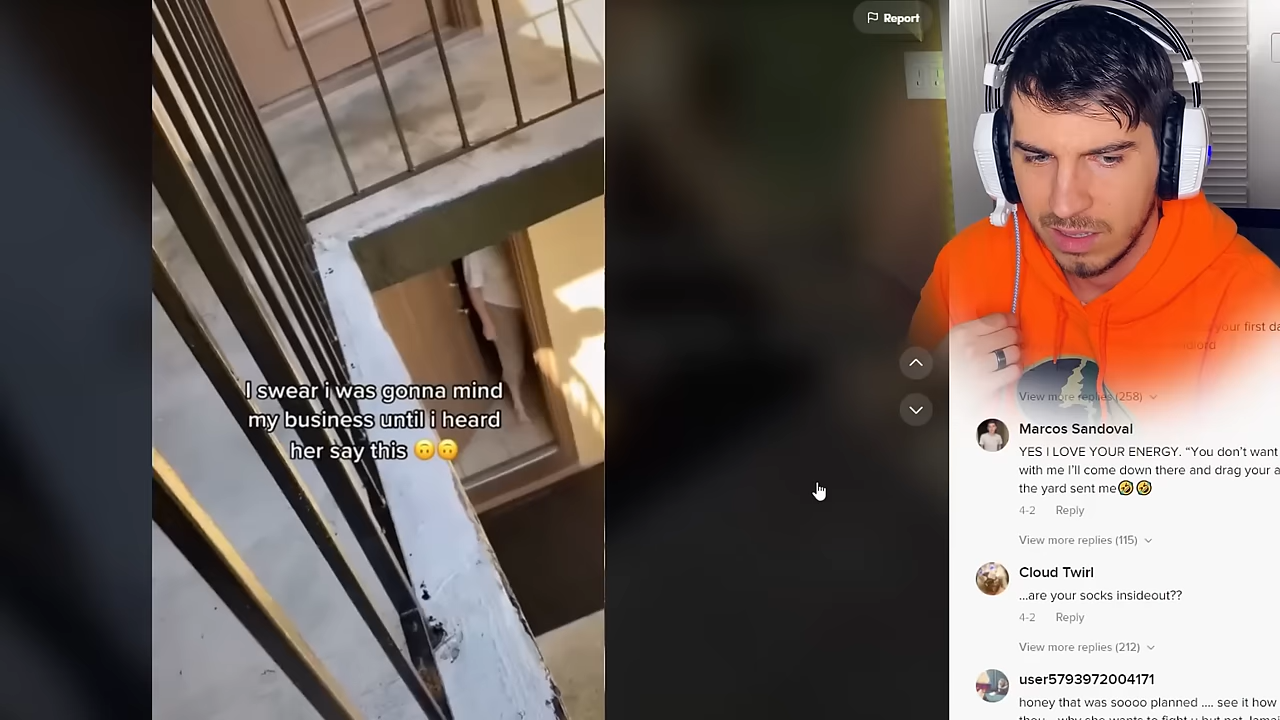 Report
I swear i was gonna mind
my business until i heard
her say this 🙃🙃
your first da
View more replies (258)
Marcos Sandoval
YES I LOVE YOUR ENERGY. “You don’t want
with me I’ll come down there and drag your a
the yard sent me🤣🤣
4-2 Reply
View more replies (115)
Cloud Twirl
...are your socks insideout??
4-2 Reply
View more replies (212)
user5793972004171
honey that was soooo planned .... see it how